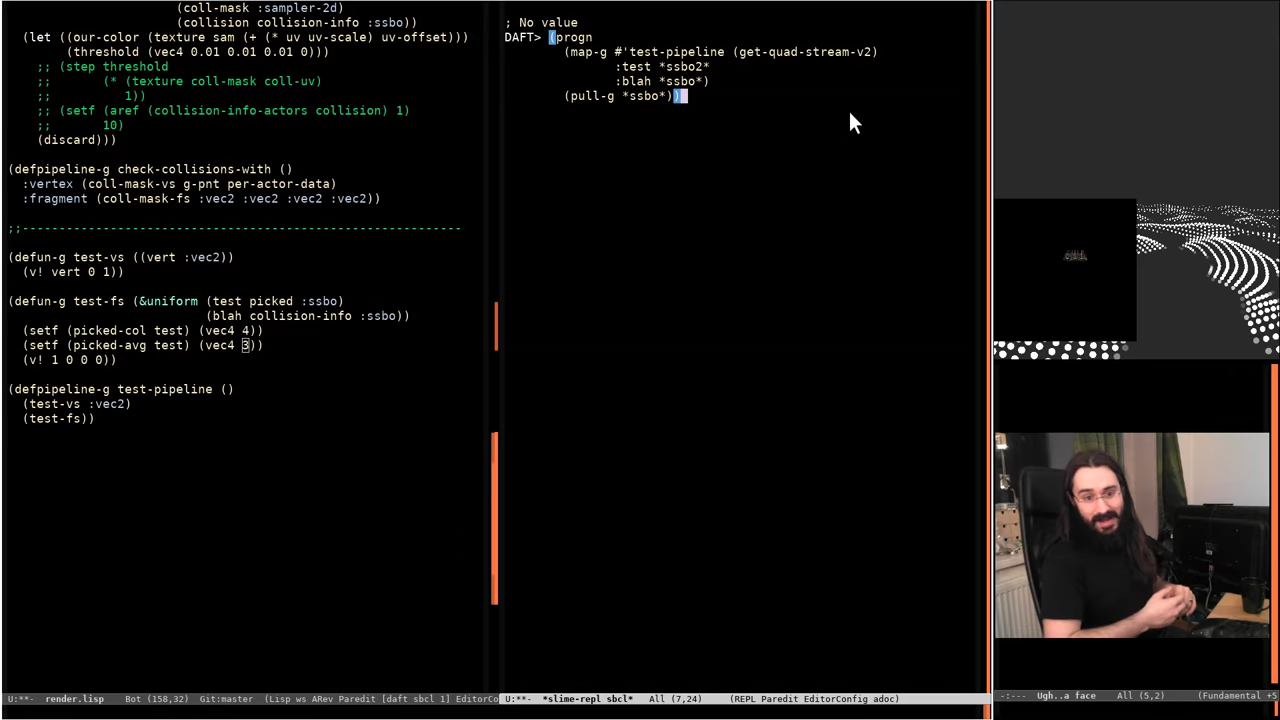 (coll-mask :sampler-2d)
(collision collision-info :ssbo))
(let ((our-color (texture sam (+ (* uv uv-scale) uv-offset)))
(threshold (vec4 0.01 0.01 0.01 0)))
;; (step threshold
;;       (* (texture coll-mask coll-uv)
;;          1))
;; (setf (aref (collision-info-actors collision) 1)
;;       10)
(discard)))
(defpipeline-g check-collisions-with ()
:vertex (coll-mask-vs g-pnt per-actor-data)
:fragment (coll-mask-fs :vec2 :vec2 :vec2 :vec2))
;;------------------------------------------------------------
(defun-g test-vs ((vert :vec2))
(v! vert 0 1))
(defun-g test-fs (&uniform (test picked :ssbo)
(blah collision-info :ssbo))
(setf (picked-col test) (vec4 4))
(setf (picked-avg test) (vec4 3))
(v! 1 0 0 0))
(defpipeline-g test-pipeline ()
(test-vs :vec2)
(test-fs))
U:**-  render.lisp   Bot (158,32)  Git:master  (Lisp ws ARev Paredit [daft sbcl 1] EditorCo
; No value
DAFT> (progn
(map-g #'test-pipeline (get-quad-stream-v2)
:test *ssbo2*
:blah *ssbo*)
(pull-g *ssbo*))
U:**-  *slime-repl sbcl*   All (7,24)   (REPL Paredit EditorConfig adoc)
-:---  Ugh..a face   All (5,2)   (Fundamental +5